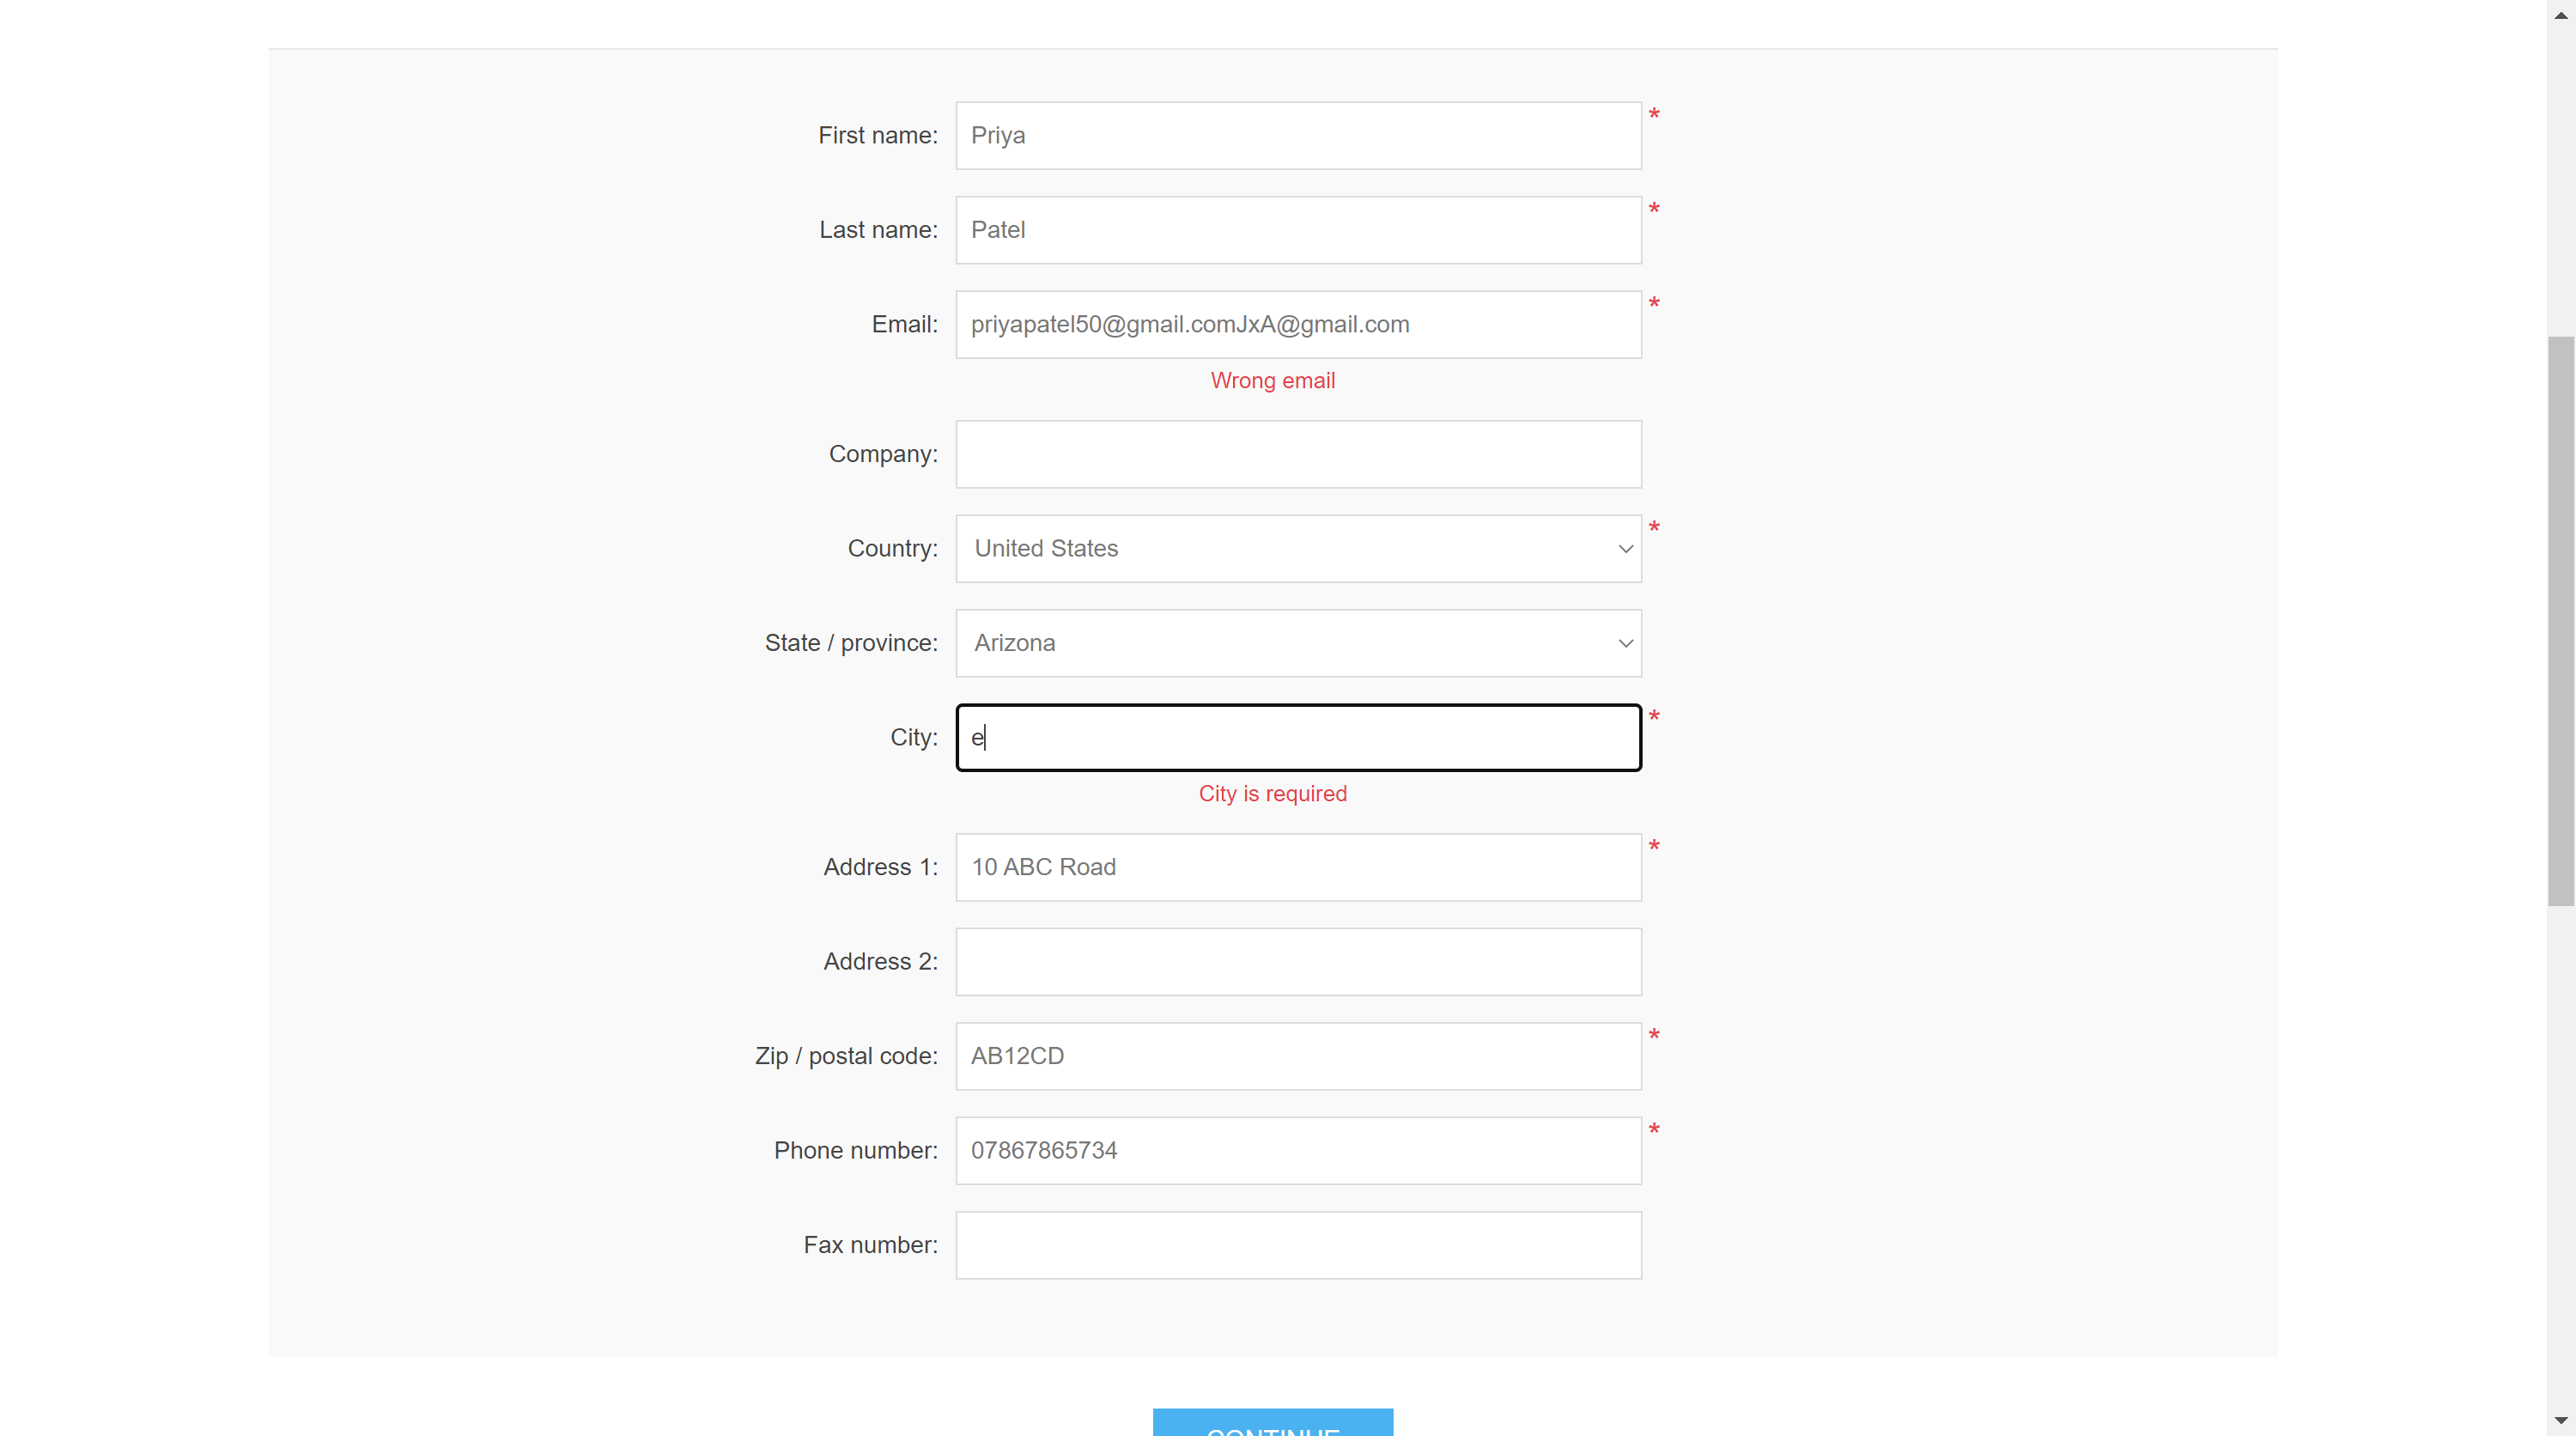 First name: Priya *
Last name: Patel *
Email: priyapatel50@gmail.comJxA@gmail.com *
Wrong email
Company:
Country: United States *
State / province: Arizona
City: e *
City is required
Address 1: 10 ABC Road *
Address 2:
Zip / postal code: AB12CD *
Phone number: 07867865734 *
Fax number:
CONTINUE